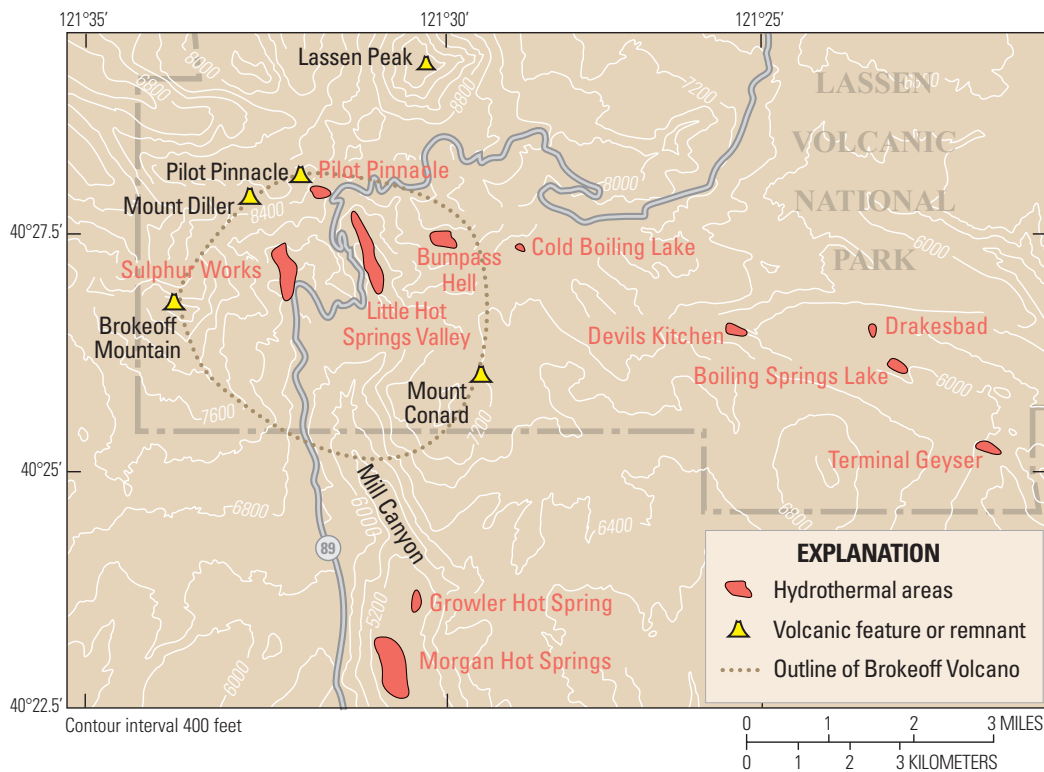 121°35'
121°30'
121°25'
Lassen Peak
8000
8800
8800
7200
6800
LASSEN
VOLCANIC
NATIONAL
PARK
Pilot Pinnacle
Pilot Pinnacle
Mount Diller
8400
8000
40°27.5'
Sulphur Works
Bumpass
Hell
Cold Boiling Lake
Little Hot
Springs Valley
Brokeoff
Mountain
Devils Kitchen
Drakesbad
Boiling Springs Lake
6000
Mount
Conard
7600
7200
40°25'
Terminal Geyser
Mill Canyon
6000
6800
6400
6800
89
5200
Growler Hot Spring
Morgan Hot Springs
6000
40°22.5'
EXPLANATION
Hydrothermal areas
Volcanic feature or remnant
Outline of Brokeoff Volcano
Contour interval 400 feet
0 1 2 3 MILES
0 1 2 3 KILOMETERS